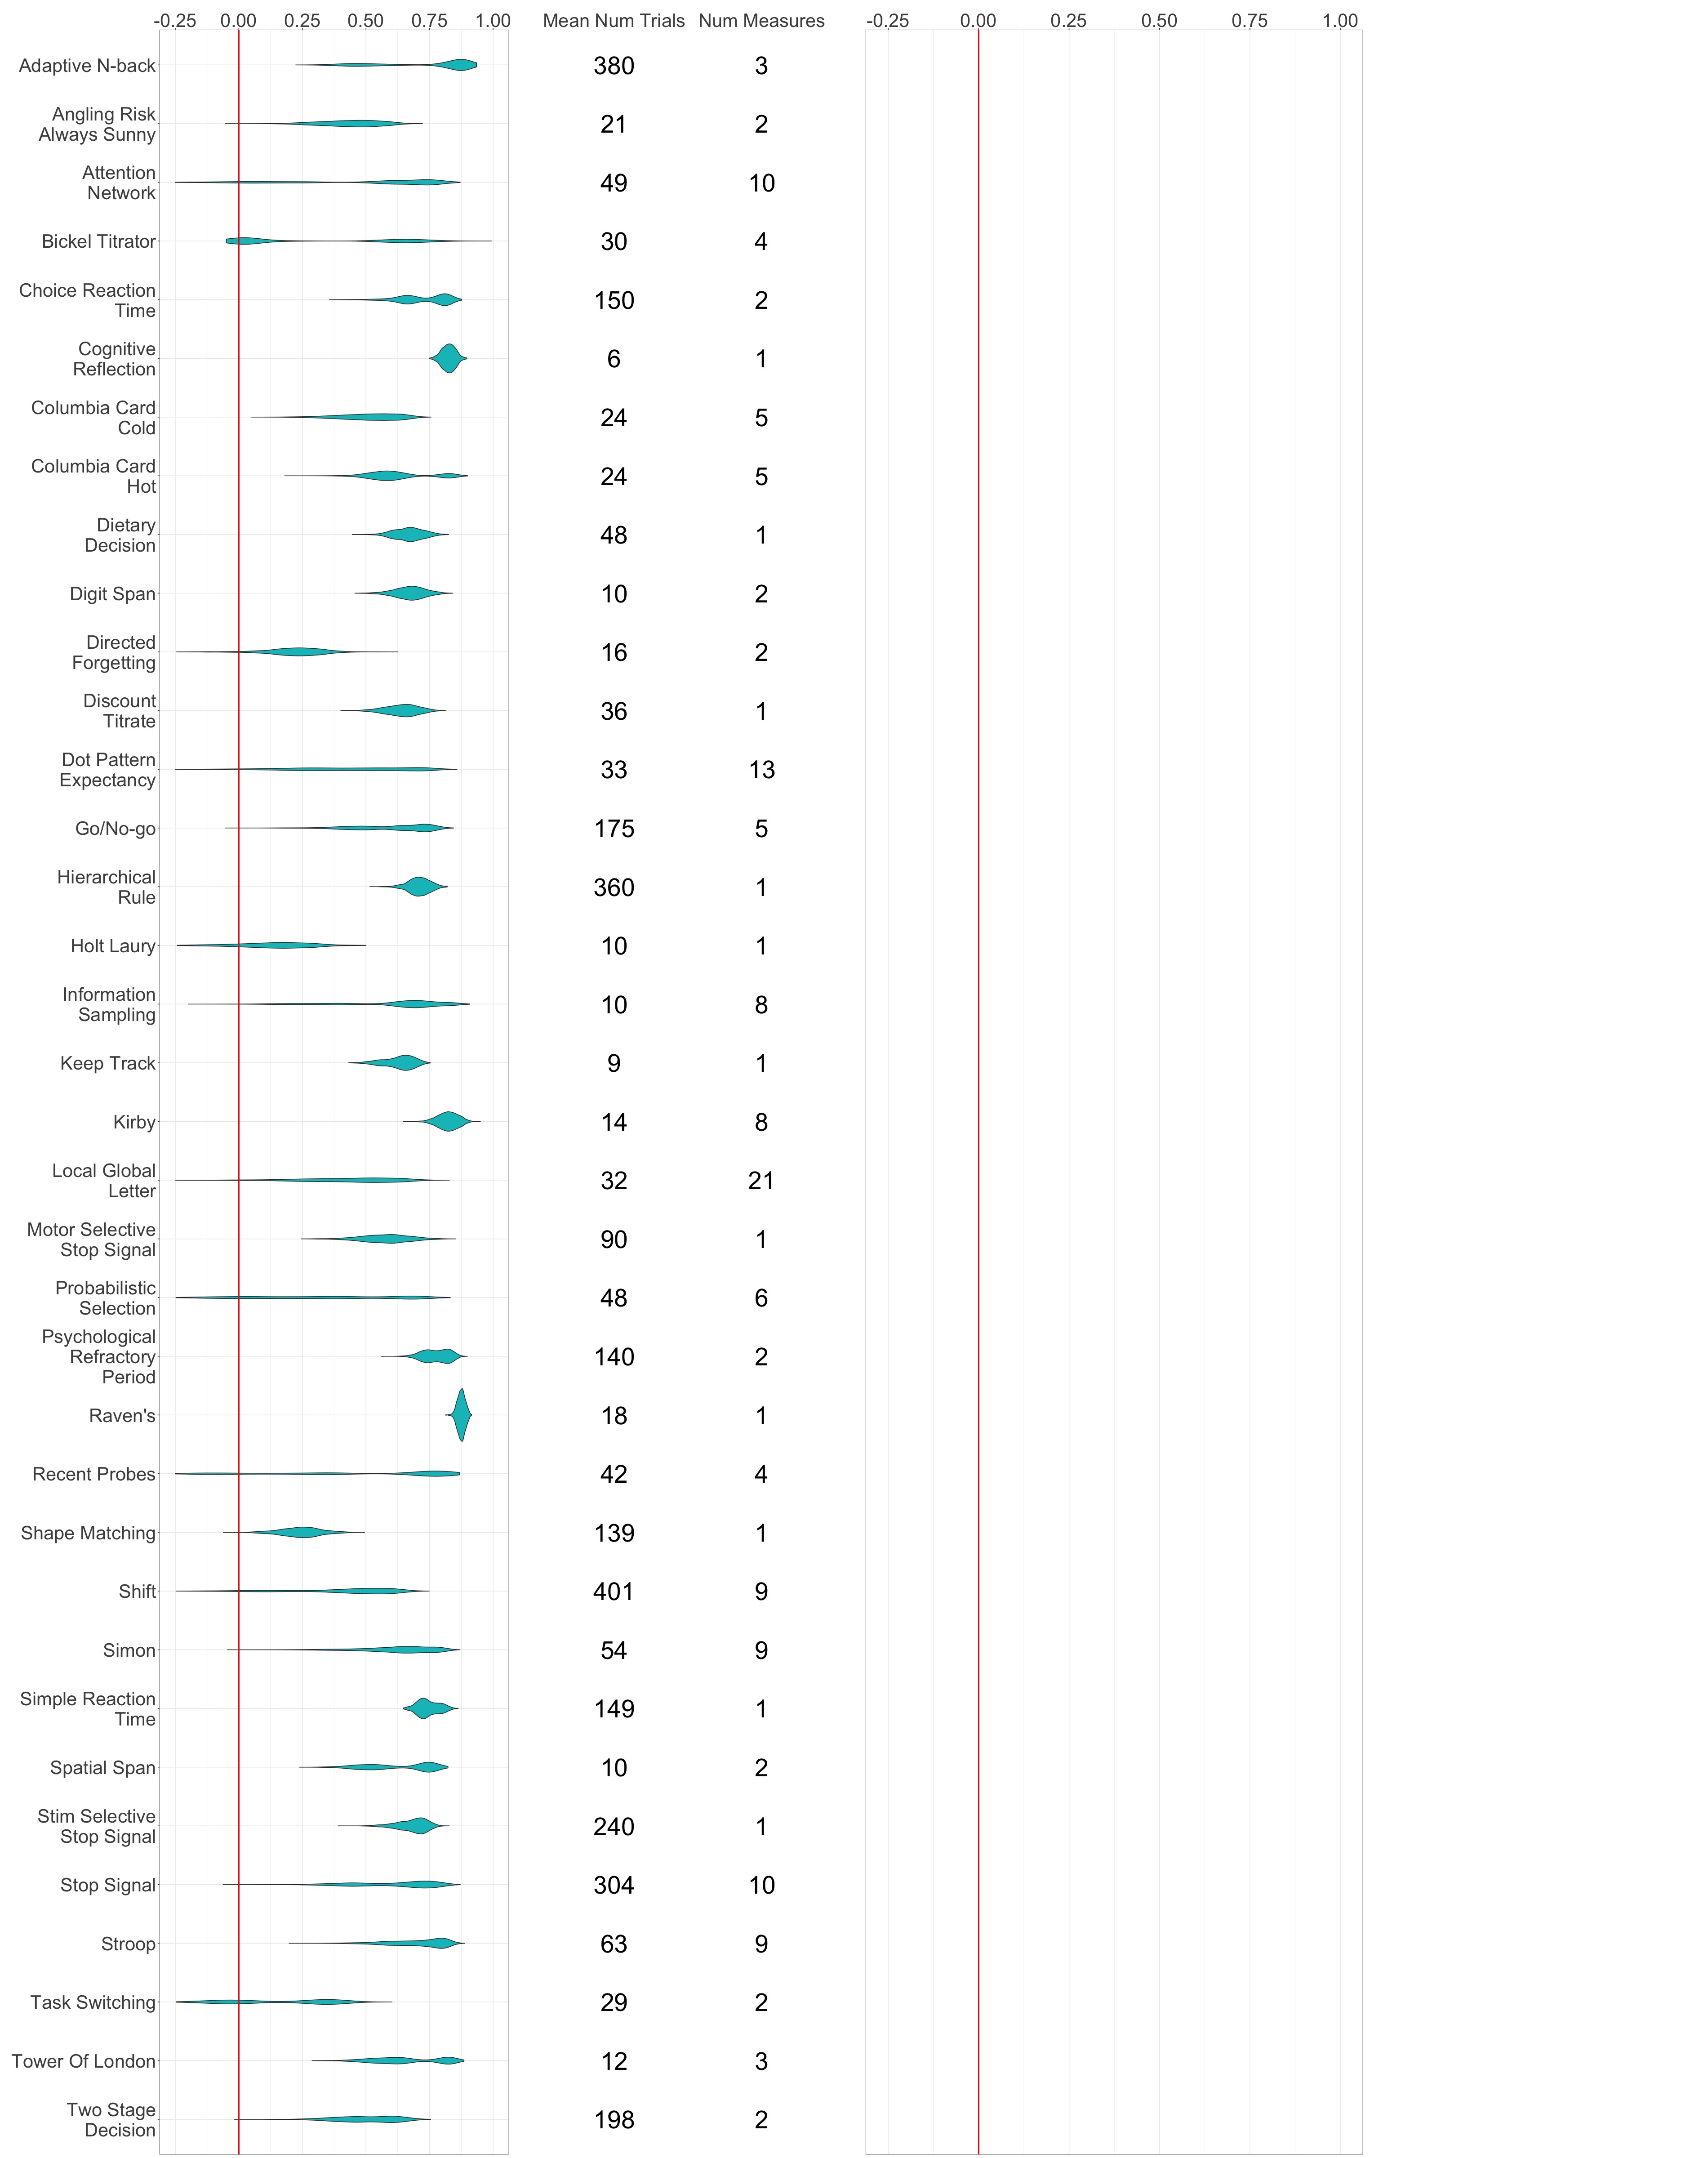 -0.25 0.00 0.25 0.50 0.75 1.00 Mean Num Trials Num Measures -0.25 0.00 0.25 0.50 0.75 1.00
Adaptive N-back 380 3
Angling Risk
Always Sunny 21 2
Attention
Network 49 10
Bickel Titrator 30 4
Choice Reaction
Time 150 2
Cognitive
Reflection 6 1
Columbia Card
Cold 24 5
Columbia Card
Hot 24 5
Dietary
Decision 48 1
Digit Span 10 2
Directed
Forgetting 16 2
Discount
Titrate 36 1
Dot Pattern
Expectancy 33 13
Go/No-go 175 5
Hierarchical
Rule 360 1
Holt Laury 10 1
Information
Sampling 10 8
Keep Track 9 1
Kirby 14 8
Local Global
Letter 32 21
Motor Selective
Stop Signal 90 1
Probabilistic
Selection 48 6
Psychological
Refractory 140 2
Period
Raven's 18 1
Recent Probes 42 4
Shape Matching 139 1
Shift 401 9
Simon 54 9
Simple Reaction
Time 149 1
Spatial Span 10 2
Stim Selective
Stop Signal 240 1
Stop Signal 304 10
Stroop 63 9
Task Switching 29 2
Tower Of London 12 3
Two Stage
Decision 198 2